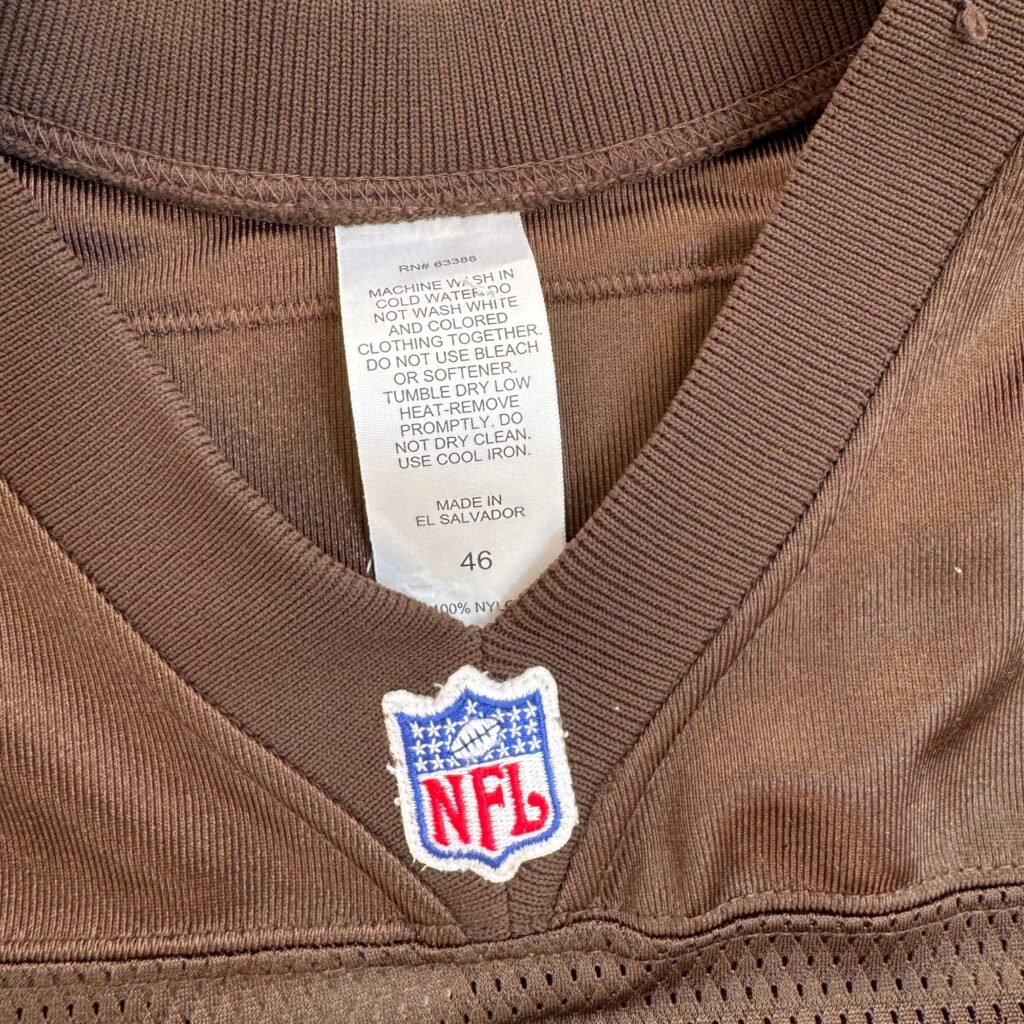 RN# 63388
MACHINE WASH IN
COLD WATER.DO
NOT WASH WHITE
AND COLORED
CLOTHING TOGETHER.
DO NOT USE BLEACH
OR SOFTENER.
TUMBLE DRY LOW
HEAT-REMOVE
PROMPTLY. DO
NOT DRY CLEAN.
USE COOL IRON.
MADE IN
EL SALVADOR
46
100%
NFL